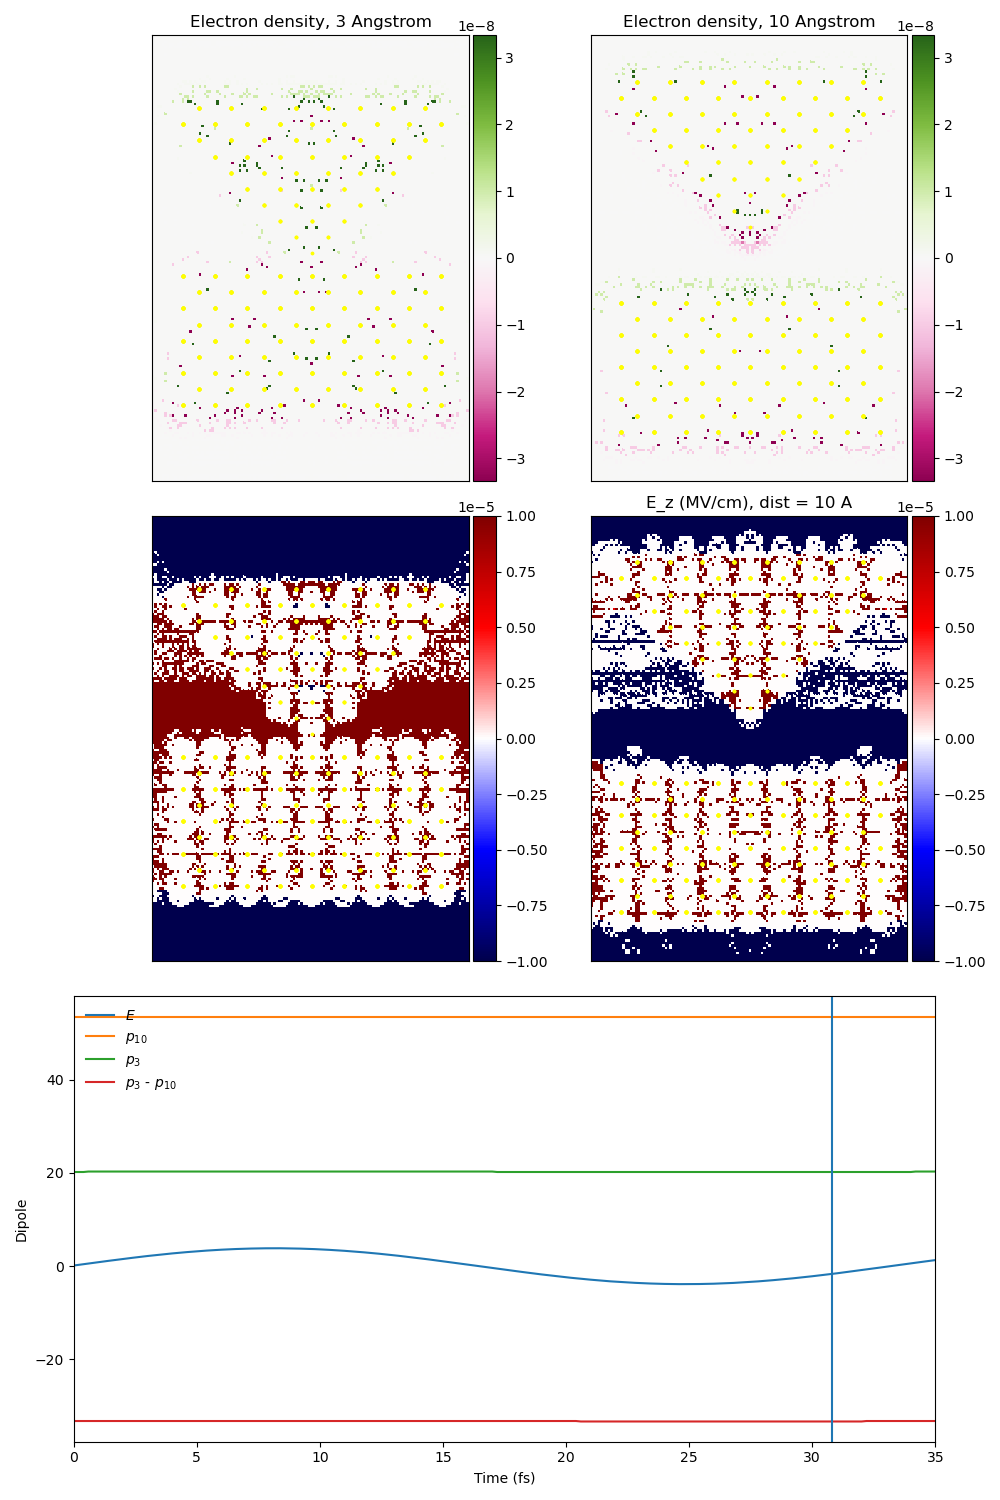 Electron density, 3 Angstrom
1e−8
3
2
1
0
−1
−2
−3
Electron density, 10 Angstrom
1e−8
3
2
1
0
−1
−2
−3
1e−5
1.00
0.75
0.50
0.25
0.00
−0.25
−0.50
−0.75
−1.00
E_z (MV/cm), dist = 10 A
1e−5
1.00
0.75
0.50
0.25
0.00
−0.25
−0.50
−0.75
−1.00
E
p10
p3
p3 - p10
Dipole
40
20
0
−20
0 5 10 15 20 25 30 35
Time (fs)